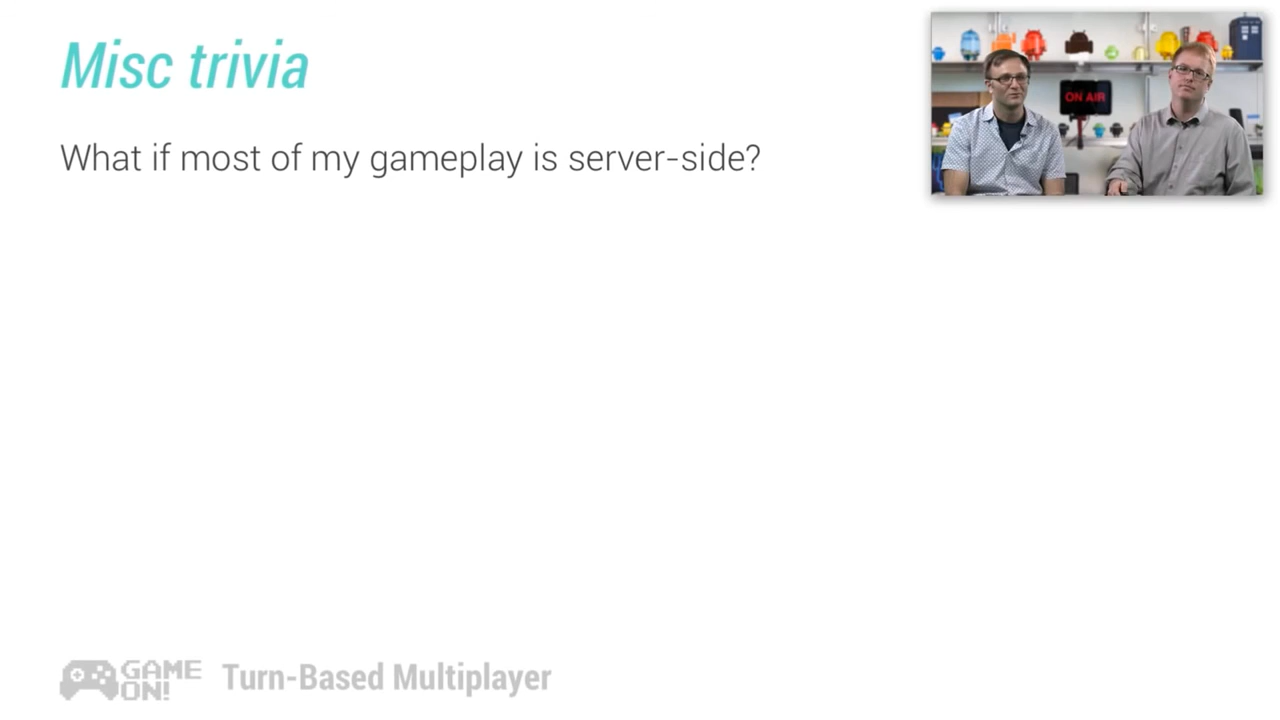 Misc trivia
What if most of my gameplay is server-side?
ON AIR
GAME
ON!
Turn-Based Multiplayer